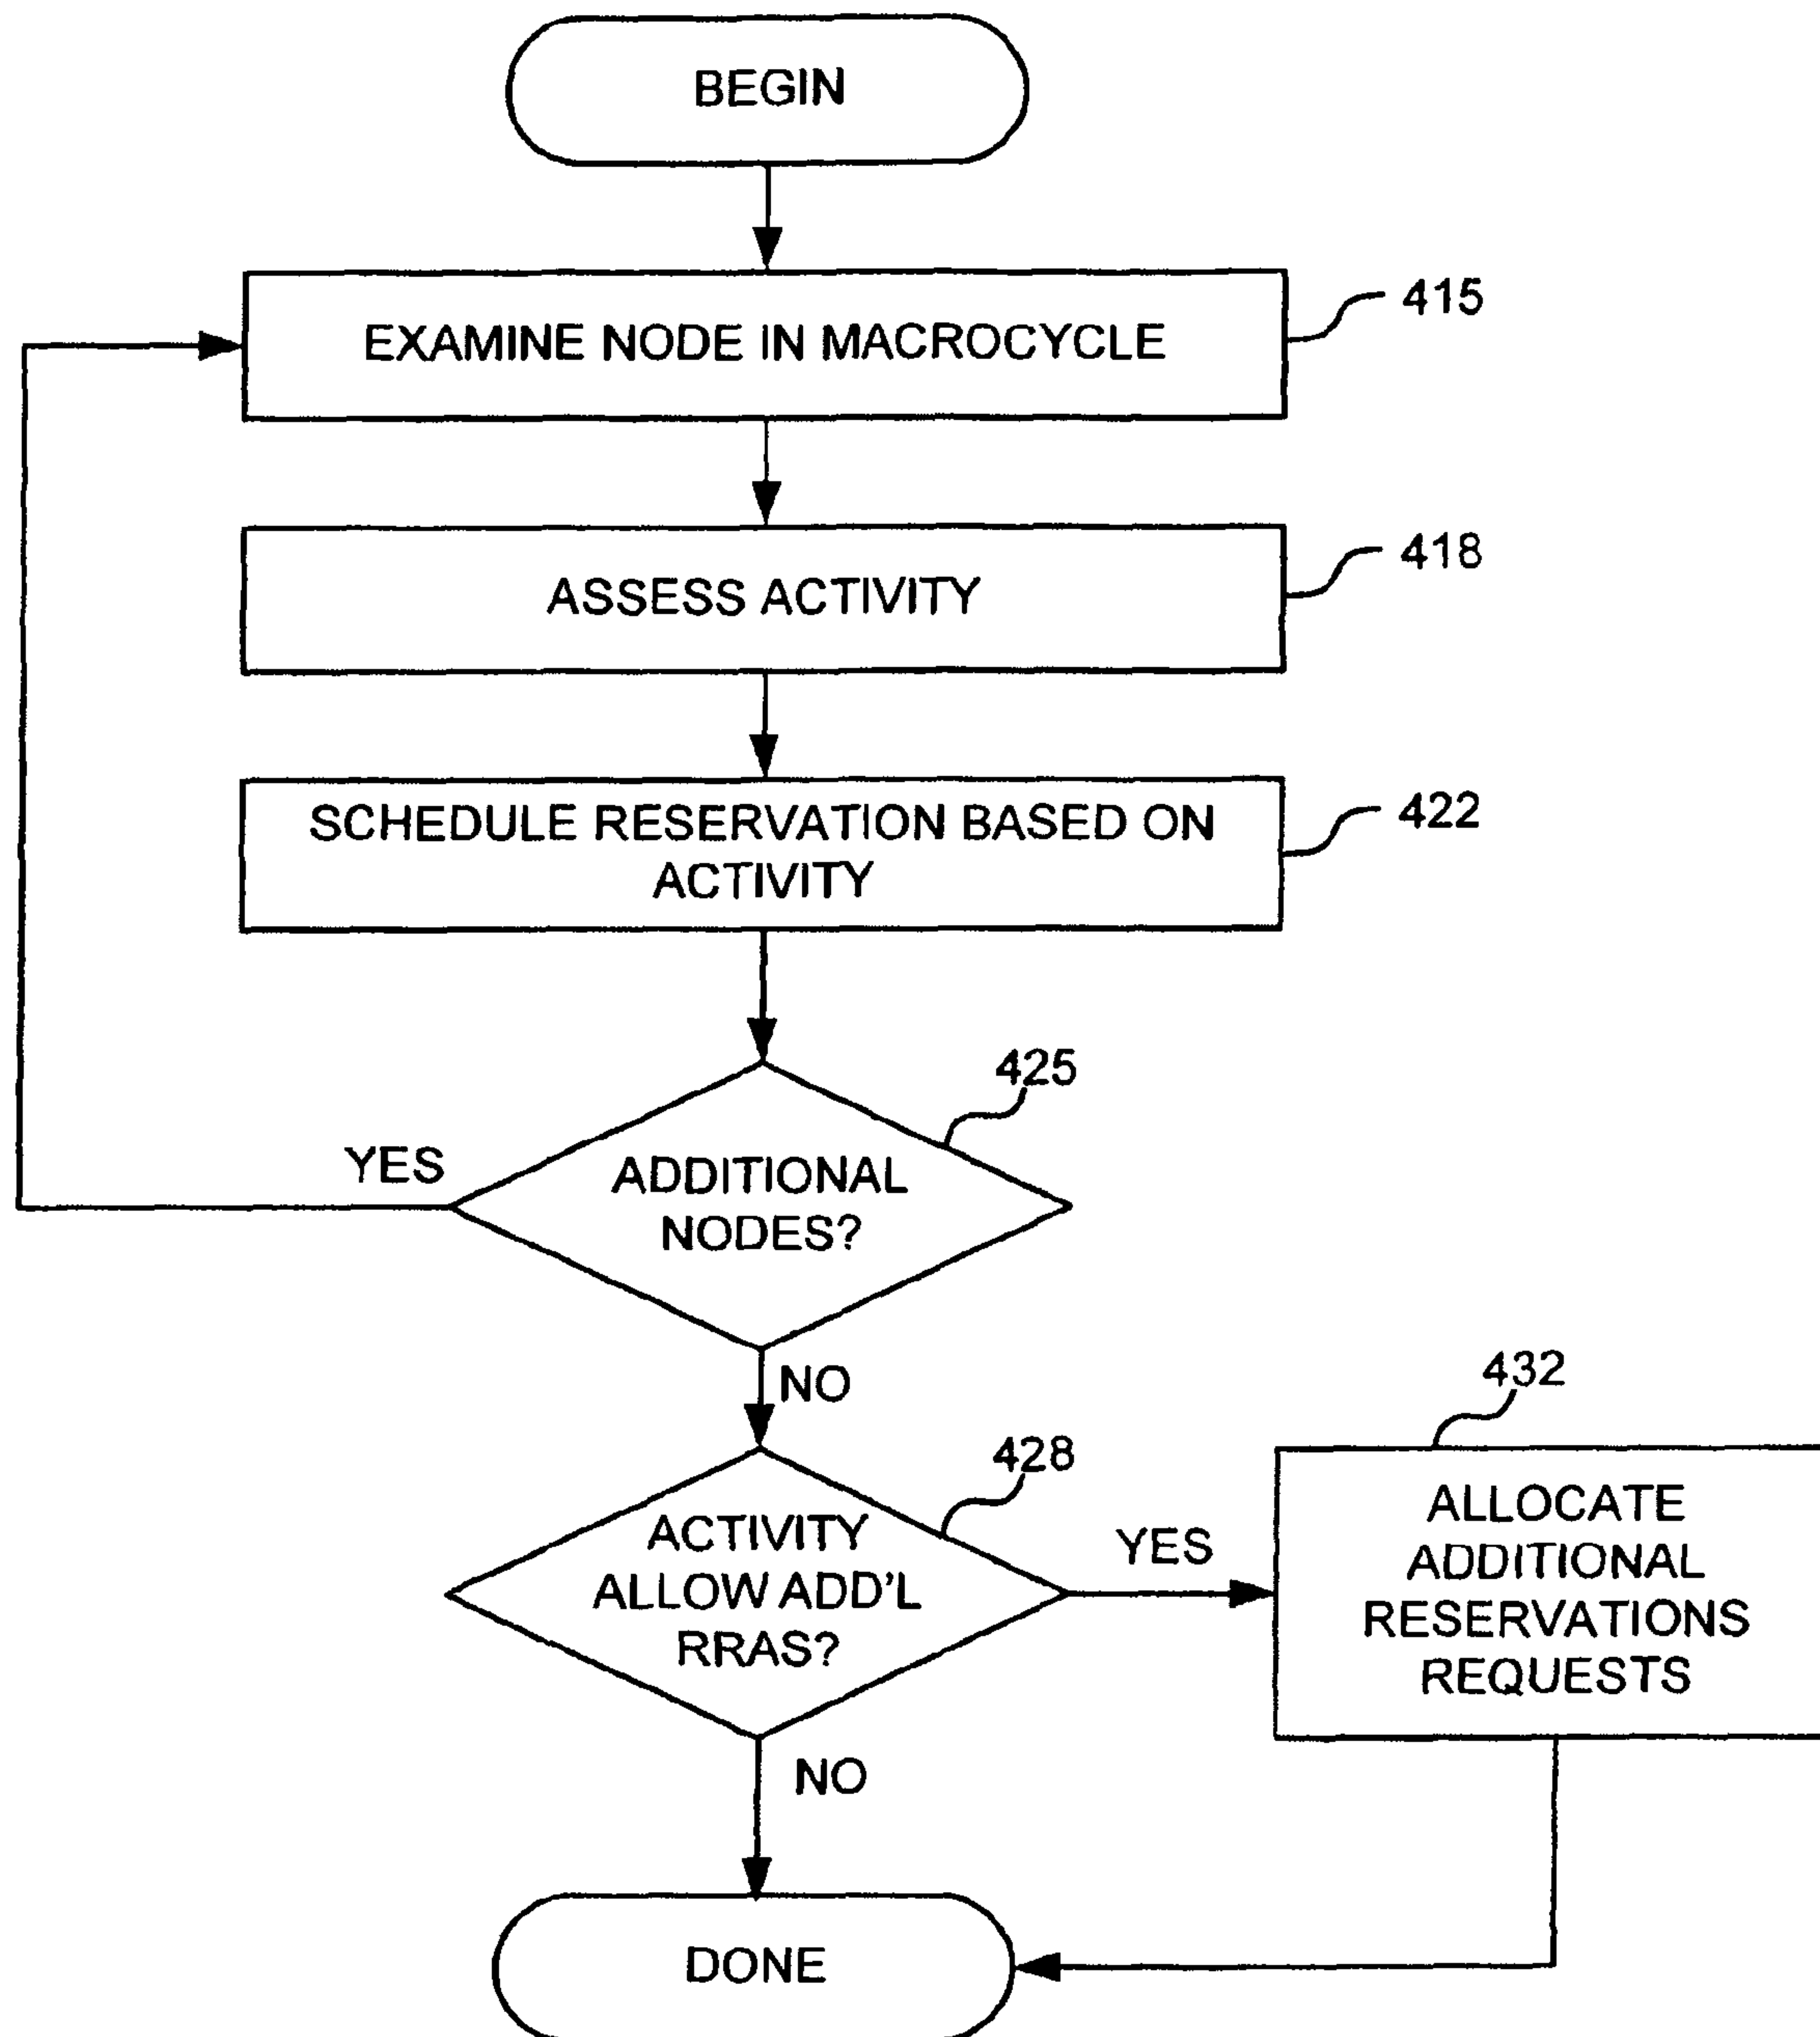 BEGIN
EXAMINE NODE IN MACROCYCLE
415
ASSESS ACTIVITY
418
SCHEDULE RESERVATION BASED ON
ACTIVITY
422
425
YES
ADDITIONAL
NODES?
NO
428
432
ACTIVITY
ALLOW ADD'L
RRAS?
YES
ALLOCATE
ADDITIONAL
RESERVATIONS
REQUESTS
NO
DONE